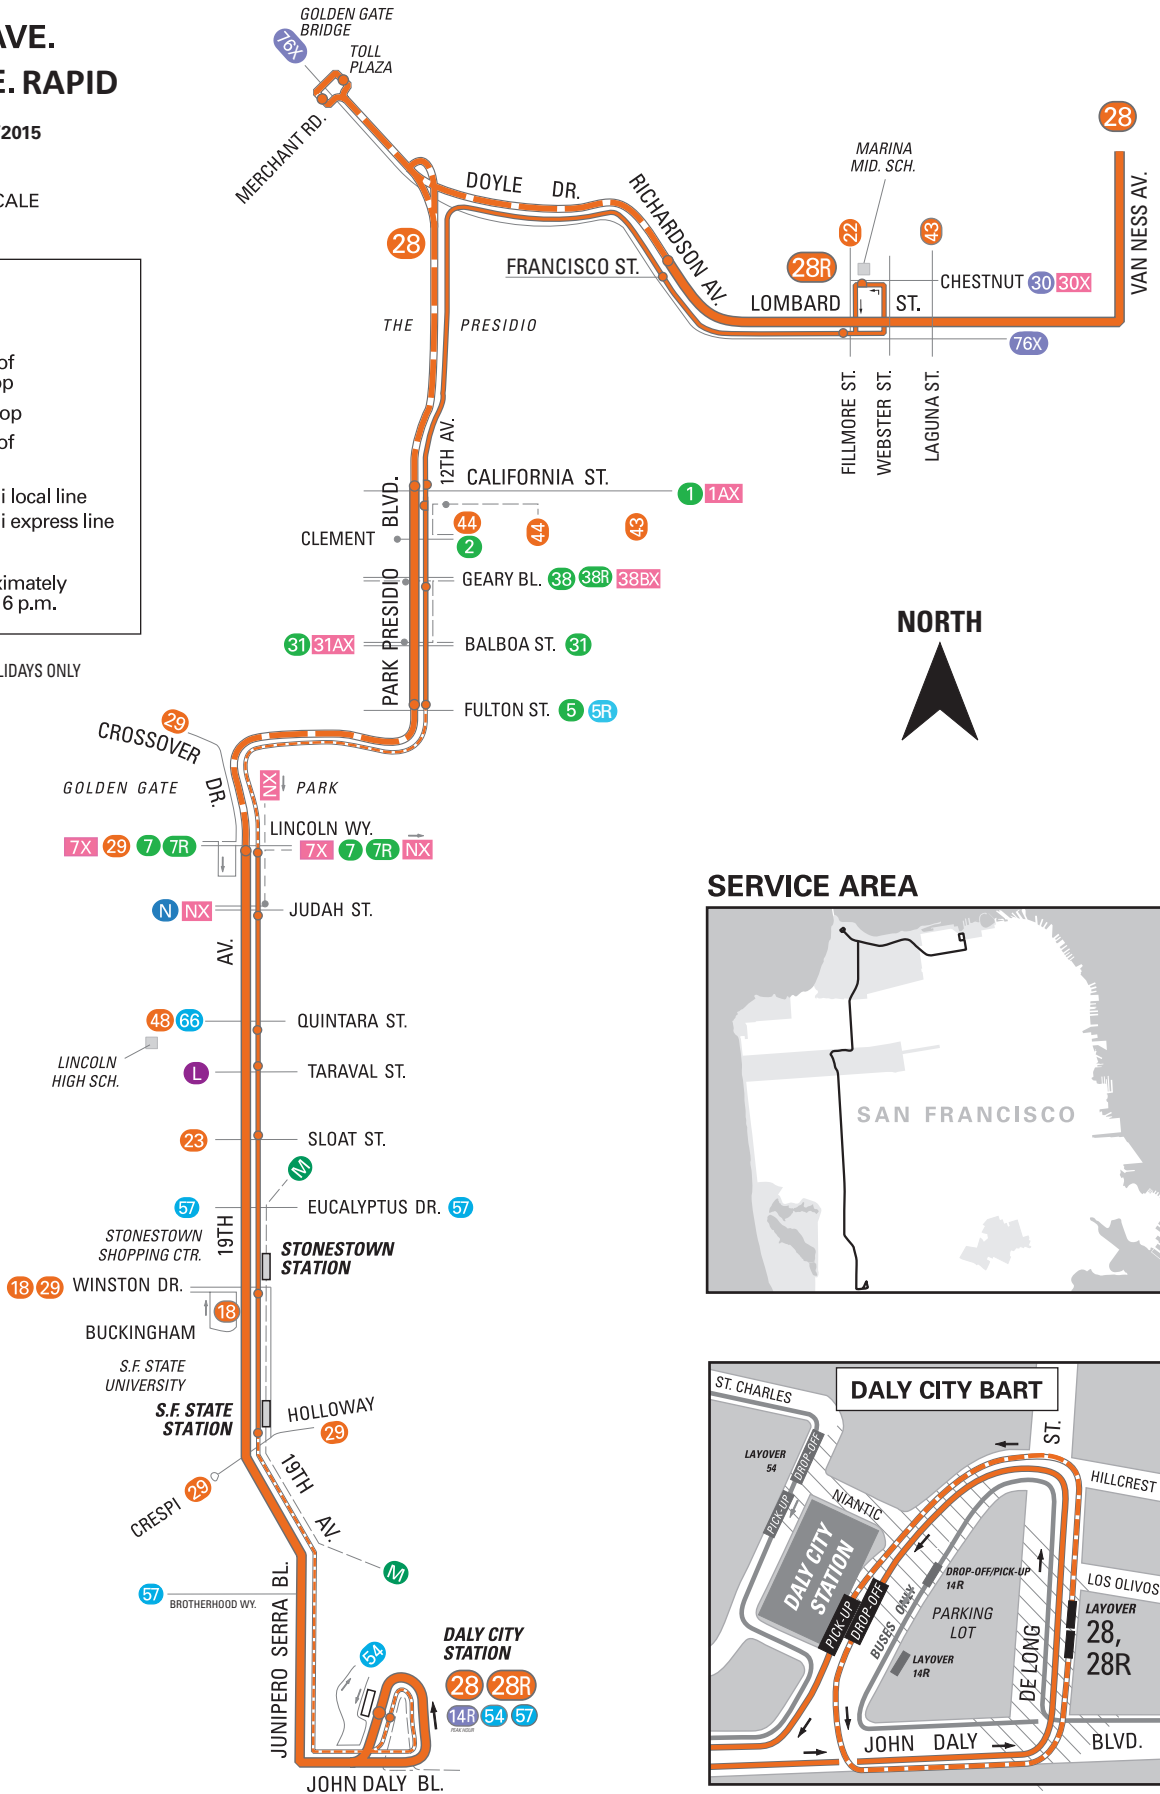 AVE.
E. RAPID
/2015
CALE
of
op
op
of
i local line
i express line
ximately
6 p.m.
LIDAYS ONLY
GOLDEN GATE
BRIDGE
76X
TOLL
PLAZA
MERCHANT RD.
28
DOYLE DR.
RICHARDSON AV.
FRANCISCO ST.
THE PRESIDIO
MARINA
MID. SCH.
28
VAN NESS AV.
22
43
28R
CHESTNUT 30 30X
LOMBARD ST.
76X
FILLMORE ST.
WEBSTER ST.
LAGUNA ST.
12TH AV.
CALIFORNIA ST.
1 1AX
PARK PRESIDIO BLVD.
CLEMENT
44
2
44
43
GEARY BL. 38 38R 38BX
31 31AX
BALBOA ST. 31
FULTON ST. 5 5R
NORTH
29
CROSSOVER DR.
GOLDEN GATE PARK
NX
LINCOLN WY.
7X 29 7 7R
7X 7 7R NX
N NX
JUDAH ST.
19TH AV.
48 66
QUINTARA ST.
LINCOLN
HIGH SCH.
L
TARAVAL ST.
23
SLOAT ST.
M
57
EUCALYPTUS DR. 57
STONESTOWN
SHOPPING CTR.
STONESTOWN
STATION
18 29 WINSTON DR.
18
BUCKINGHAM
S.F. STATE
UNIVERSITY
S.F. STATE
STATION
HOLLOWAY
29
CRESPI 29
19TH AV.
M
57 BROTHERHOOD WY.
JUNIPERO SERRA BL.
54
DALY CITY
STATION
28 28R
14R 54 57
PEAK HOUR
JOHN DALY BL.
SERVICE AREA
SAN FRANCISCO
DALY CITY BART
ST. CHARLES
LAYOVER
54
PICK-UP
DROP-OFF
NIANTIC
DALY CITY
STATION
PICK-UP
DROP-OFF
BUSES ONLY
DROP-OFF/PICK-UP
14R
PARKING
LOT
LAYOVER
14R
DE LONG ST.
HILLCREST
LOS OLIVOS
LAYOVER
28,
28R
JOHN DALY BLVD.